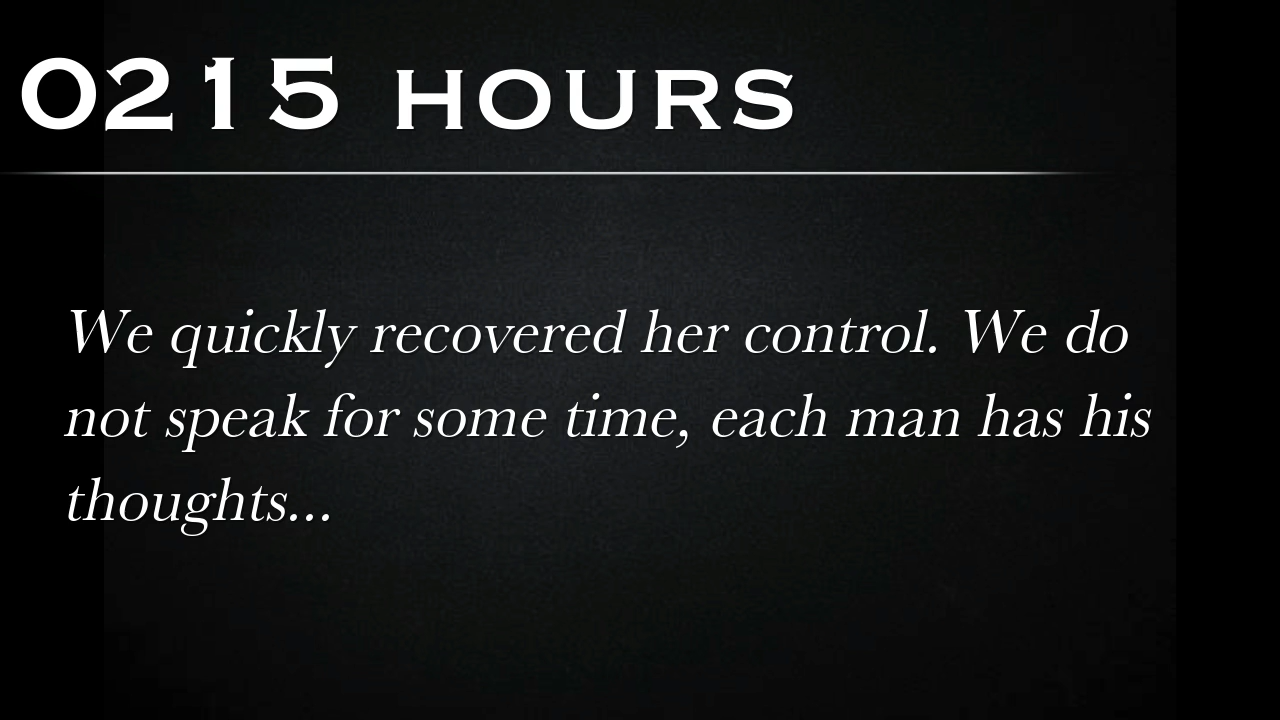 0215 HOURS
We quickly recovered her control. We do
not speak for some time, each man has his
thoughts...